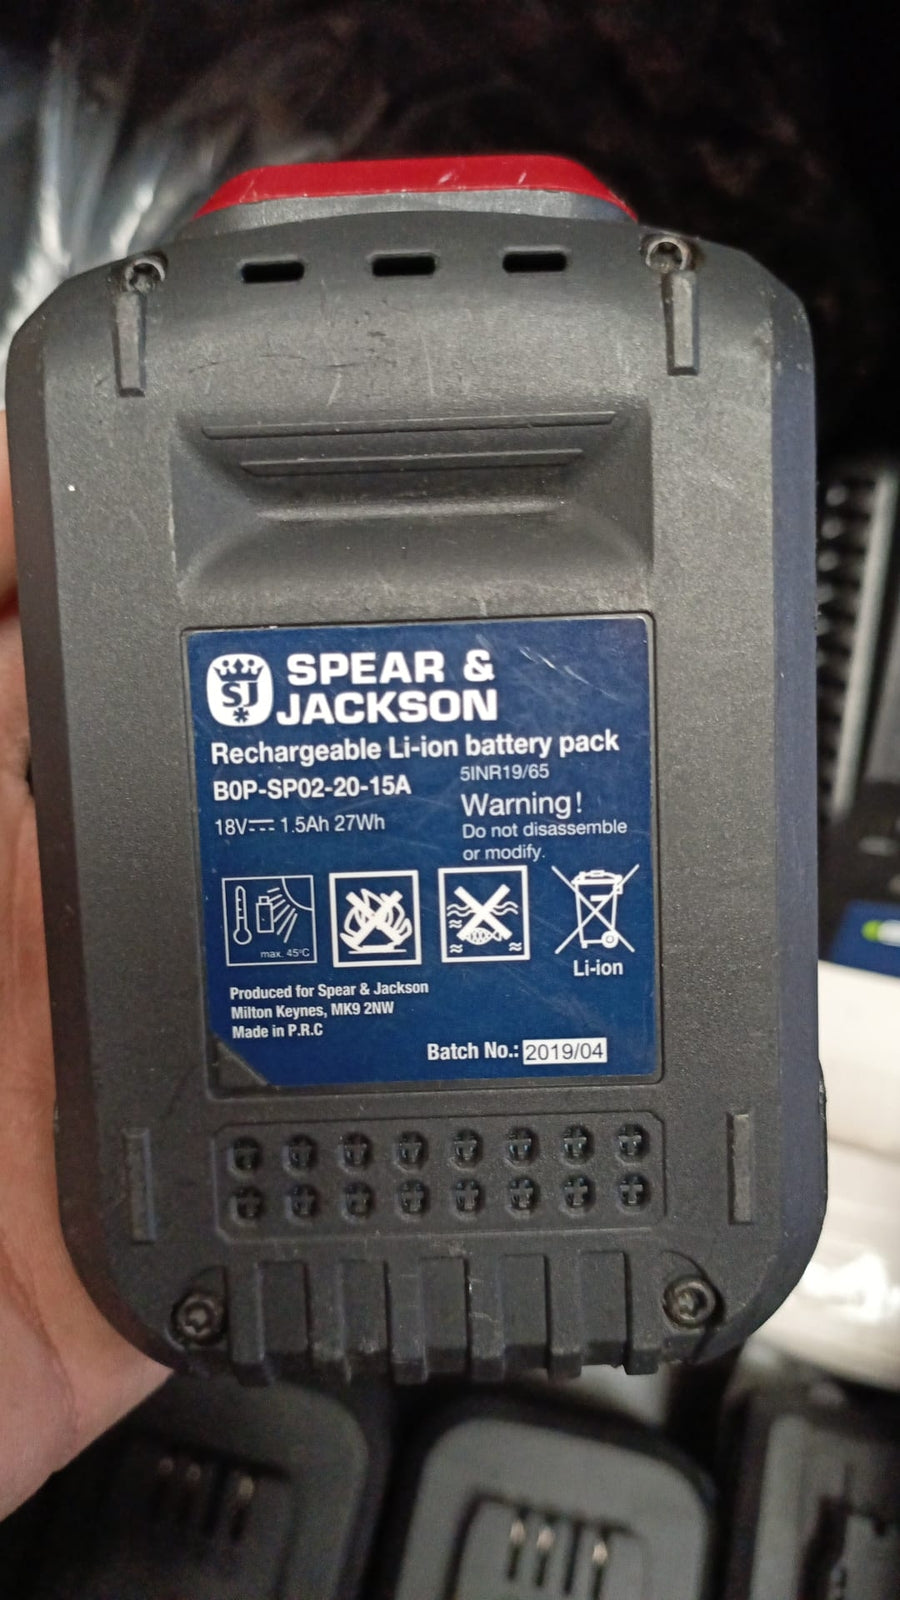 SJ
SPEAR &
JACKSON
Rechargeable Li-ion battery pack
B0P-SP02-20-15A
18V⎓ 1.5Ah 27Wh
5INR19/65
Warning!
Do not disassemble
or modify.
max. 45°C
Li-ion
Produced for Spear & Jackson
Milton Keynes, MK9 2NW
Made in P.R.C
Batch No.: 2019/04